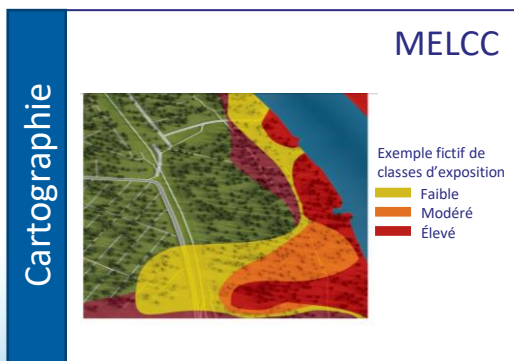 MELCC
Cartographie
Exemple fictif de
classes d'exposition
Faible
Modéré
Élevé